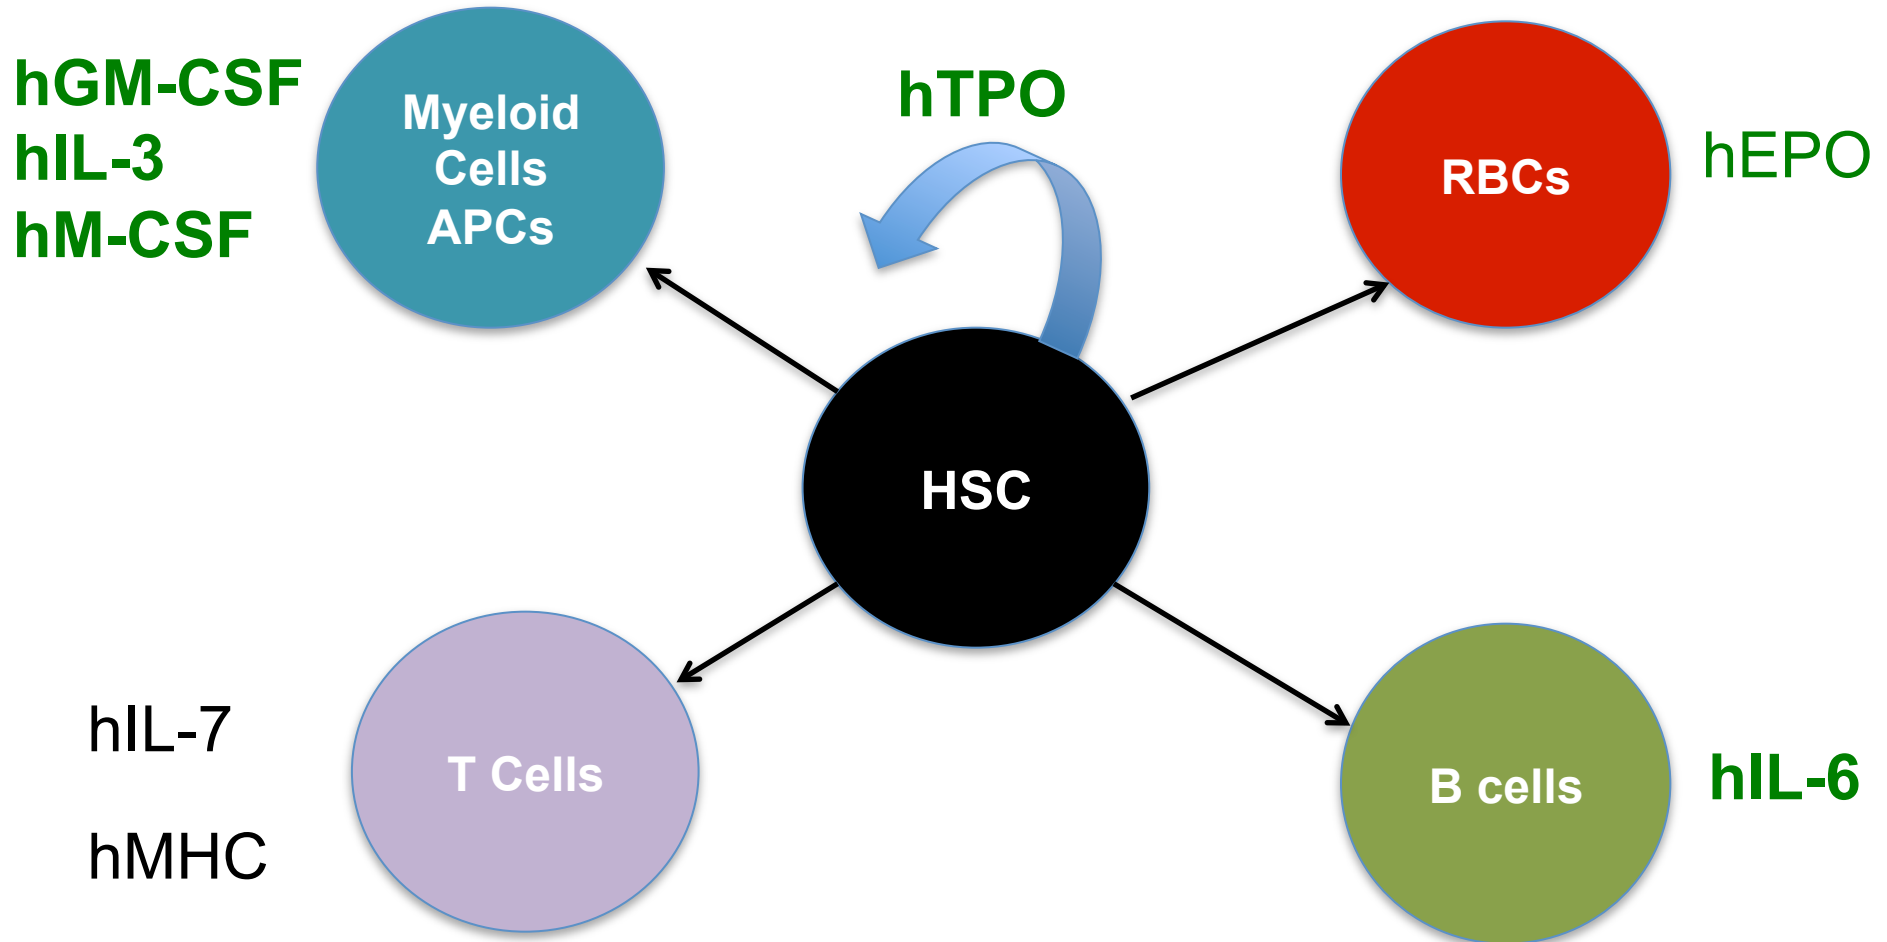 hGM-CSF
hIL-3
hM-CSF
Myeloid
Cells
APCs
hTPO
RBCs
hEPO
HSC
hIL-7
hMHC
T Cells
B cells
hIL-6